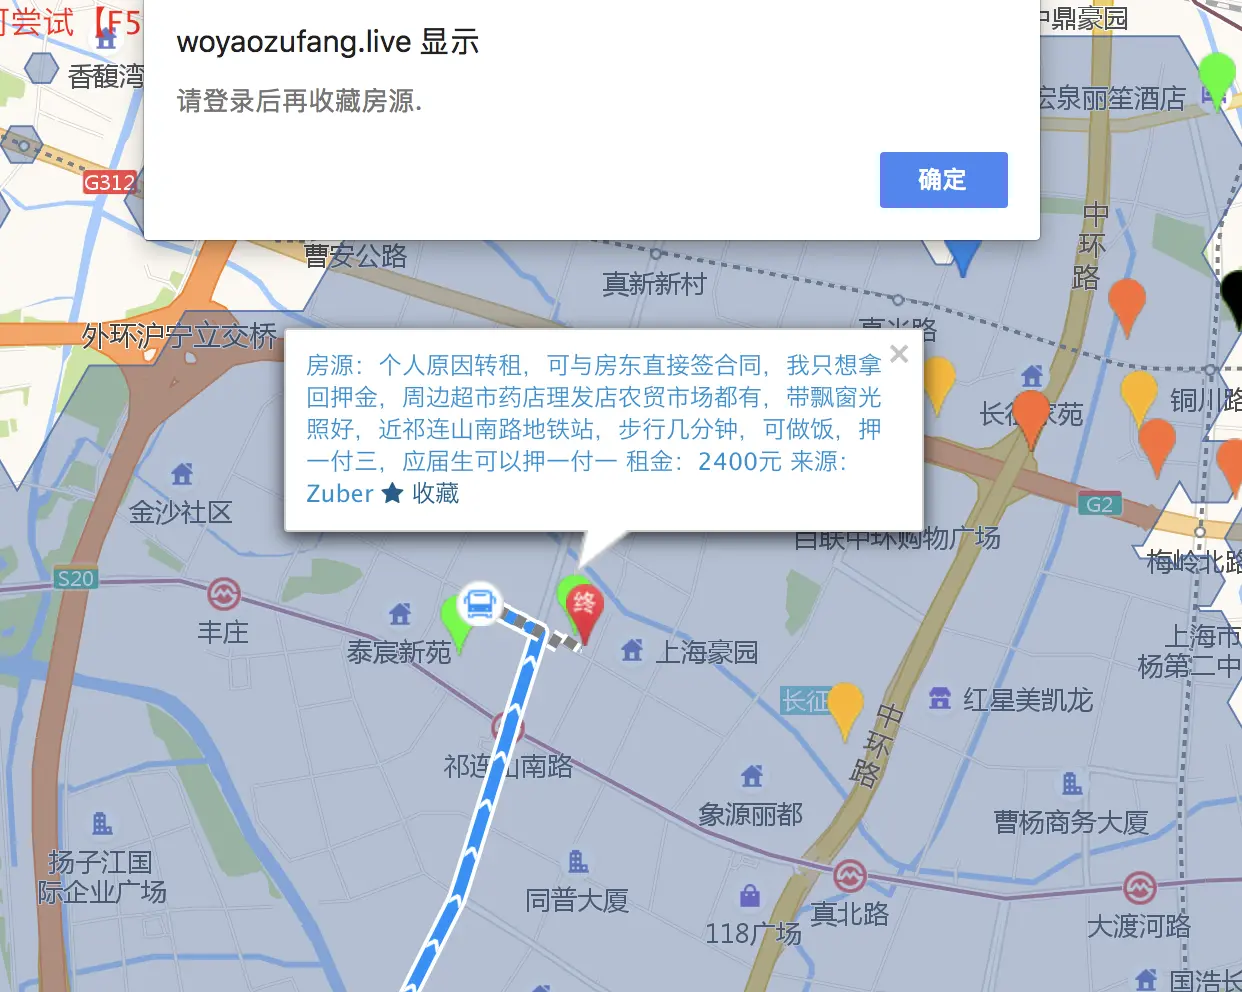 可尝试【F5
woyaozufang.live 显示
请登录后再收藏房源.
确定
中鼎豪园
香馥湾
宏泉丽笙酒店
G312
中环路
曹安公路
真新新村
真光路
外环沪宁立交桥
房源：个人原因转租，可与房东直接签合同，我只想拿
回押金，周边超市药店理发店农贸市场都有，带飘窗光
照好，近祁连山南路地铁站，步行几分钟，可做饭，押
一付三，应届生可以押一付一 租金：2400元 来源：
Zuber ★ 收藏
×
长征家苑
铜川路
金沙社区
G2
百联中环购物广场
梅岭北路
S20
丰庄
终
泰宸新苑
上海豪园
上海市
杨第二中
长征
红星美凯龙
中环路
祁连山南路
象源丽都
曹杨商务大厦
扬子江国
际企业广场
同普大厦
118广场
真北路
大渡河路
国浩长